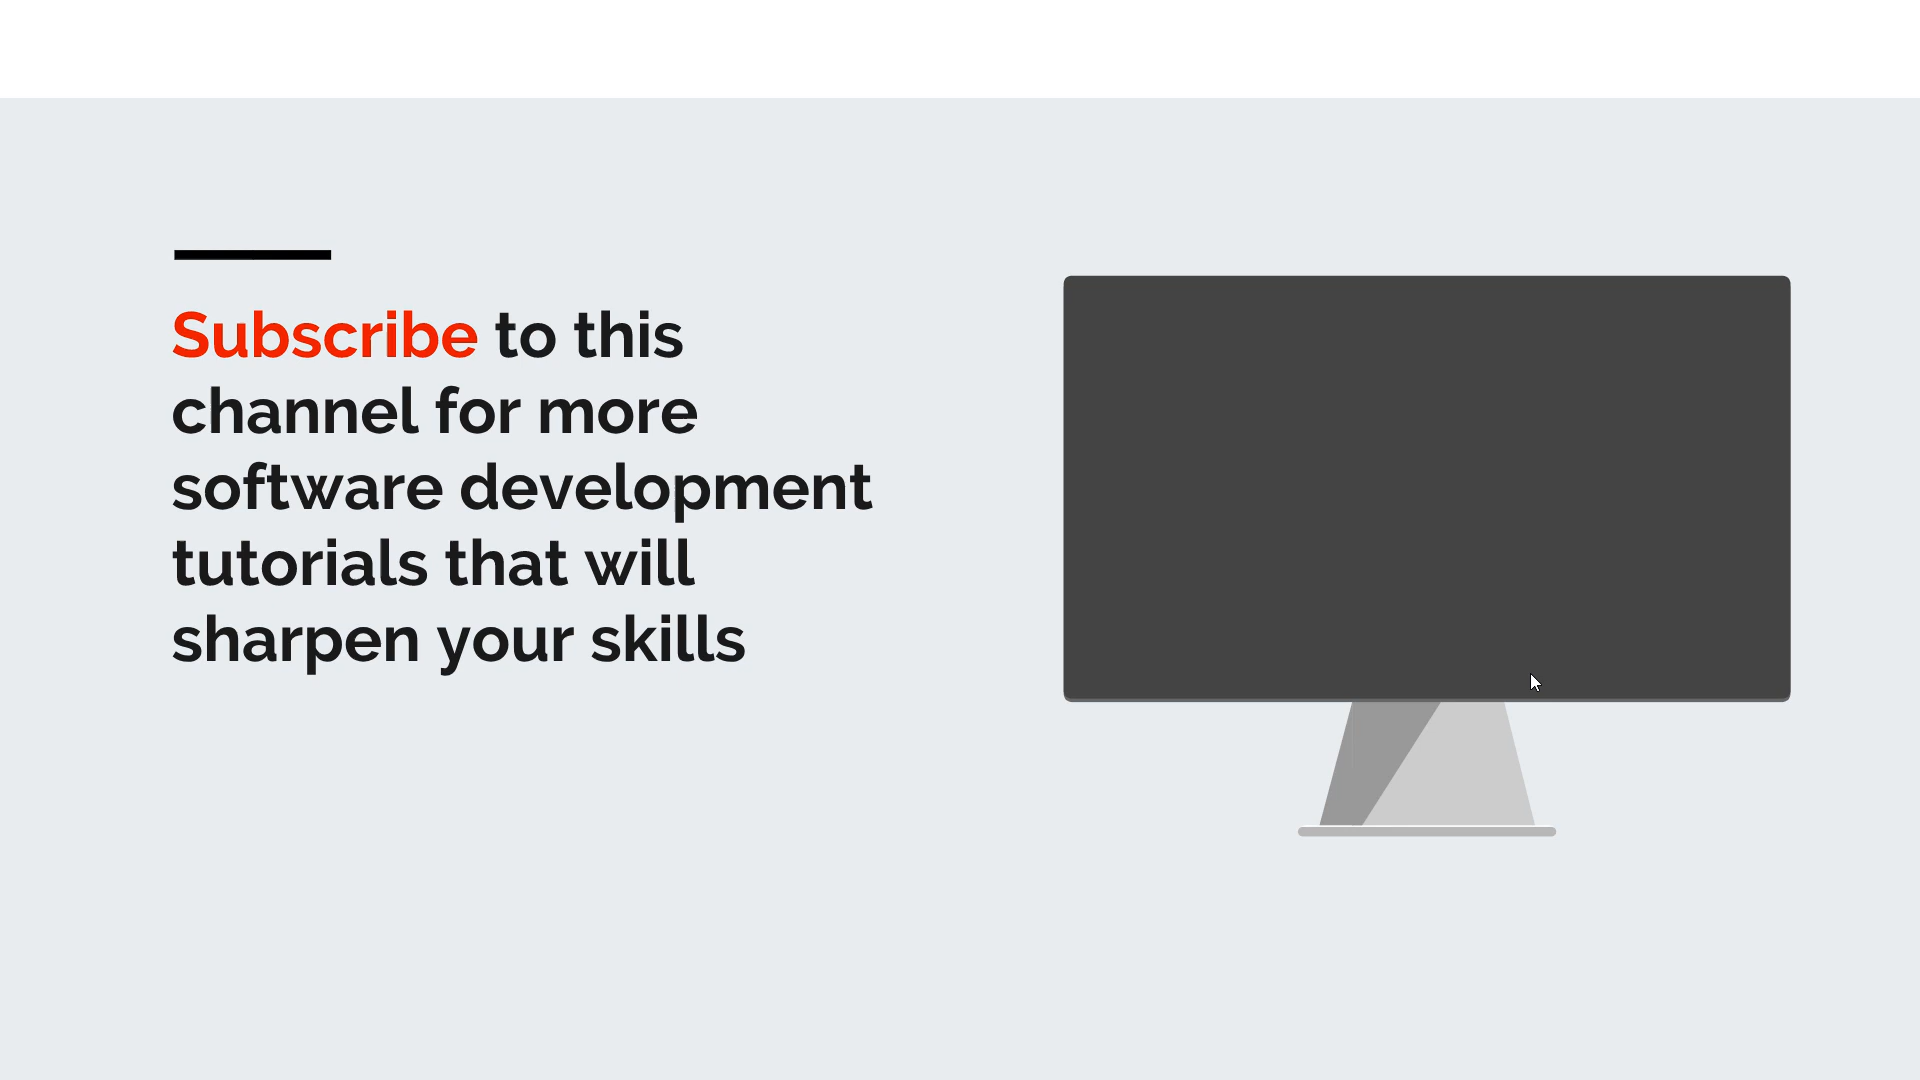 Subscribe to this
channel for more
software development
tutorials that will
sharpen your skills